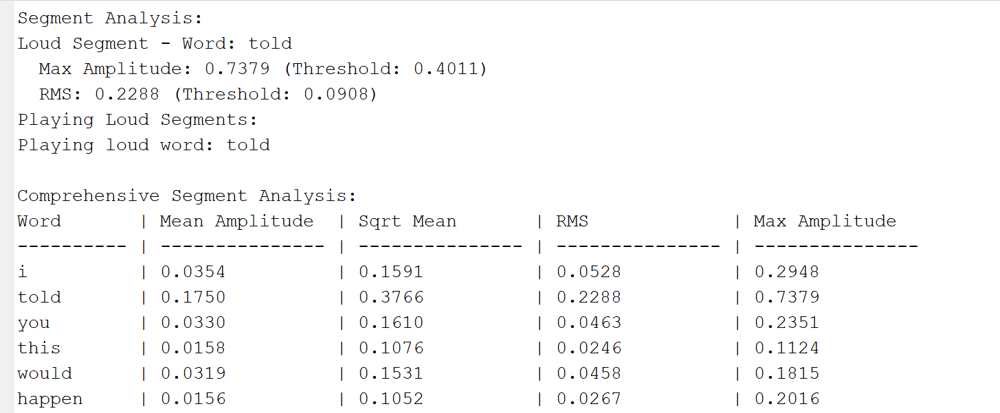 Segment Analysis:
Loud Segment - Word: told
  Max Amplitude: 0.7379 (Threshold: 0.4011)
  RMS: 0.2288 (Threshold: 0.0908)
Playing Loud Segments:
Playing loud word: told

Comprehensive Segment Analysis:
Word       | Mean Amplitude  | Sqrt Mean       | RMS             | Max Amplitude
---------- | --------------- | --------------- | --------------- | ---------------
i          | 0.0354          | 0.1591          | 0.0528          | 0.2948
told       | 0.1750          | 0.3766          | 0.2288          | 0.7379
you        | 0.0330          | 0.1610          | 0.0463          | 0.2351
this       | 0.0158          | 0.1076          | 0.0246          | 0.1124
would      | 0.0319          | 0.1531          | 0.0458          | 0.1815
happen     | 0.0156          | 0.1052          | 0.0267          | 0.2016